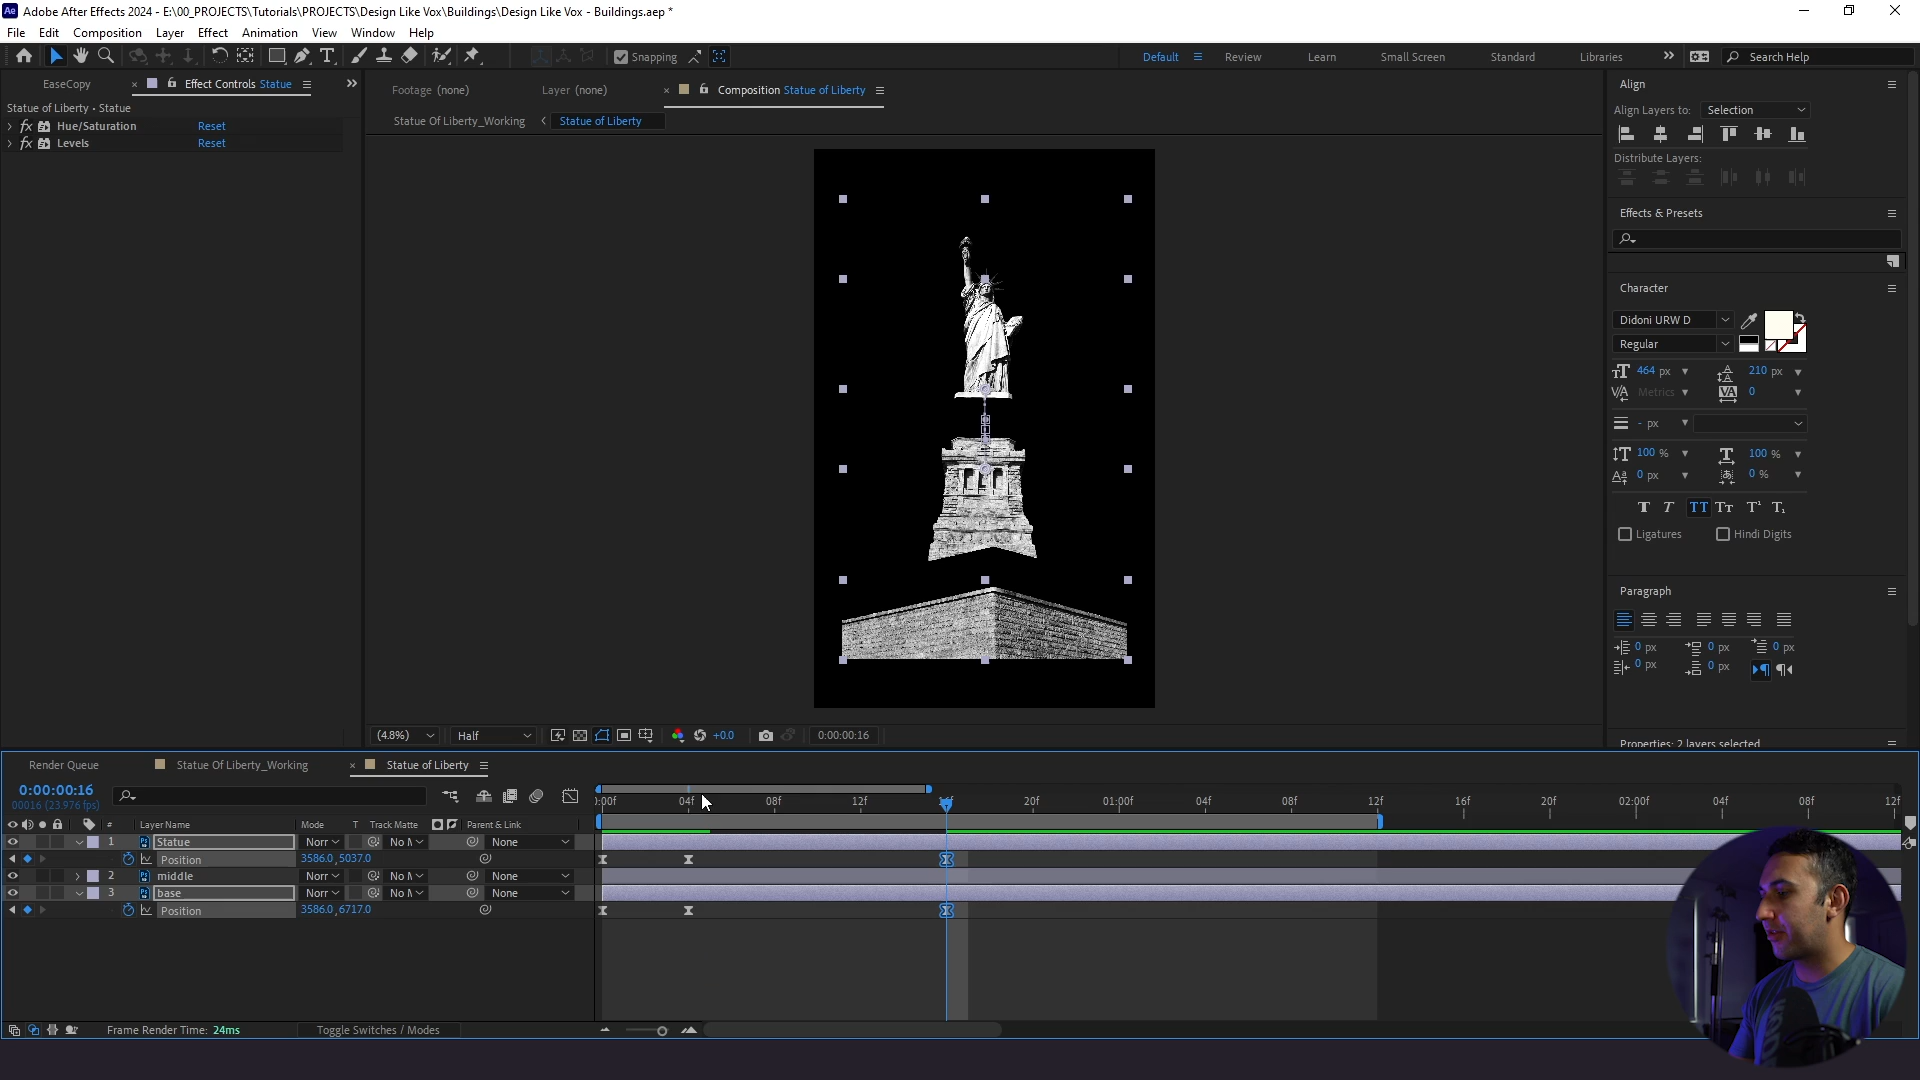 Adobe After Effects 2024 - E:\00_PROJECTS\Tutorials\PROJECTS\Design Like Vox\Buildings\Design Like Vox - Buildings.aep *
File Edit Composition Layer Effect Animation View Window Help
Snapping Default Review Learn Small Screen Standard Libraries Search Help
EaseCopy Effect Controls Statue
Statue of Liberty • Statue
fx Hue/Saturation Reset
fx Levels Reset
Footage (none) Layer (none) Composition Statue of Liberty
Statue Of Liberty_Working Statue of Liberty
(4.8%) Half +0.0 0:00:00:16
Align
Align Layers to: Selection
Distribute Layers:
Effects & Presets
Character
Didoni URW D
Regular
464 px 210 px
Metrics 0
- px
100 % 100 %
0 px 0 %
Ligatures Hindi Digits
Paragraph
0 px 0 px 0 px
0 px 0 px
Properties: 2 layers selected
Render Queue Statue Of Liberty_Working Statue of Liberty
0:00:00:16
00016 (23.976 fps)
# Layer Name Mode T Track Matte Parent & Link
):00f 04f 08f 12f 20f 01:00f 04f 08f 12f 16f 20f 02:00f 04f 08f 12f
1 Statue Norr No M None
Position 3586.0,5037.0
2 middle Norr No M None
3 base Norr No M None
Position 3586.0,6717.0
Frame Render Time: 24ms Toggle Switches / Modes